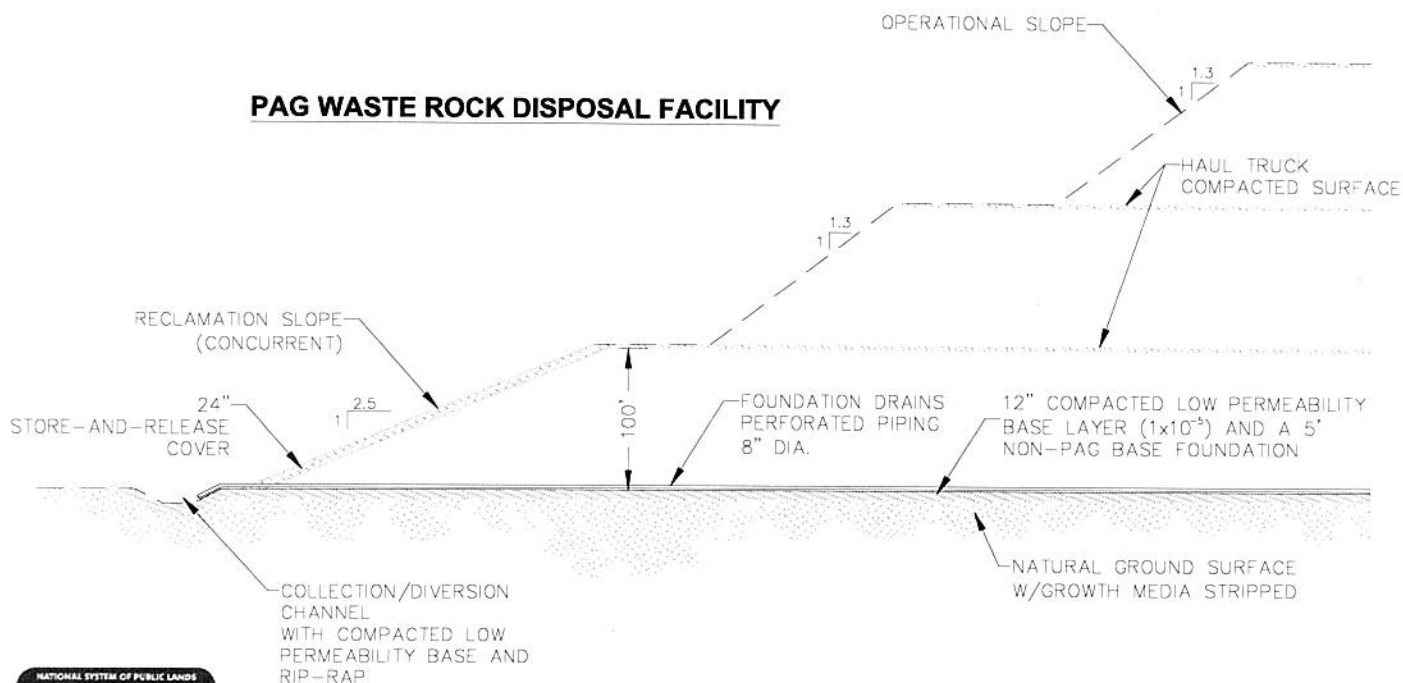 OPERATIONAL SLOPE
1.3
1
PAG WASTE ROCK DISPOSAL FACILITY
HAUL TRUCK
COMPACTED SURFACE
1.3
1
RECLAMATION SLOPE
(CONCURRENT)
2.5
1
24"
STORE-AND-RELEASE
COVER
100'
FOUNDATION DRAINS
PERFORATED PIPING
8" DIA.
12" COMPACTED LOW PERMEABILITY
BASE LAYER (1x10⁻⁵) AND A 5'
NON-PAG BASE FOUNDATION
NATURAL GROUND SURFACE
W/GROWTH MEDIA STRIPPED
COLLECTION/DIVERSION
CHANNEL
WITH COMPACTED LOW
PERMEABILITY BASE AND
RIP-RAP
NATIONAL SYSTEM OF PUBLIC LANDS